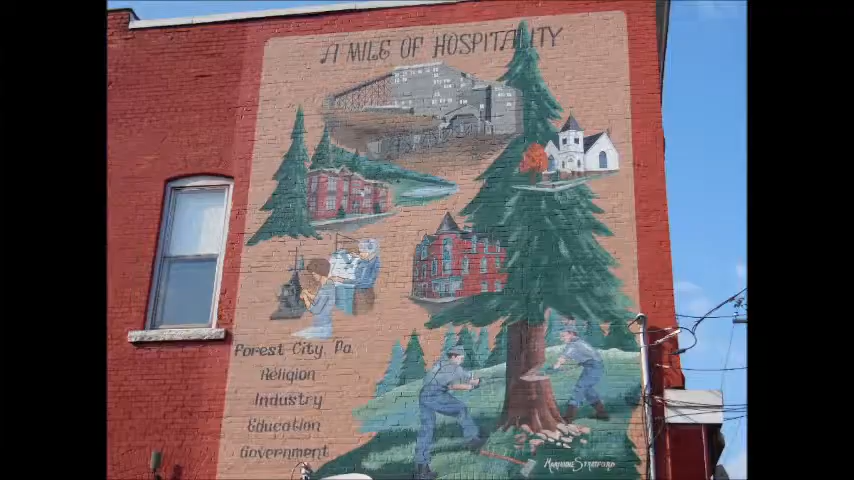 A MILE OF HOSPITALITY
Forest City, Pa.
Religion
Industry
Education
Government